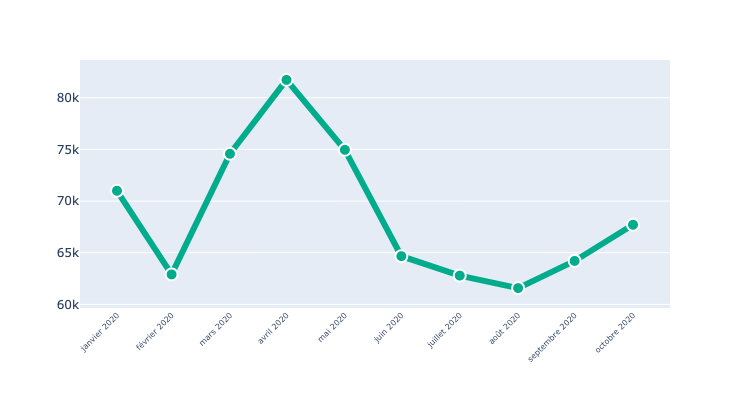 80k
75k
70k
65k
60k
janvier 2020
février 2020
mars 2020
avril 2020
mai 2020
juin 2020
juillet 2020
août 2020
septembre 2020
octobre 2020